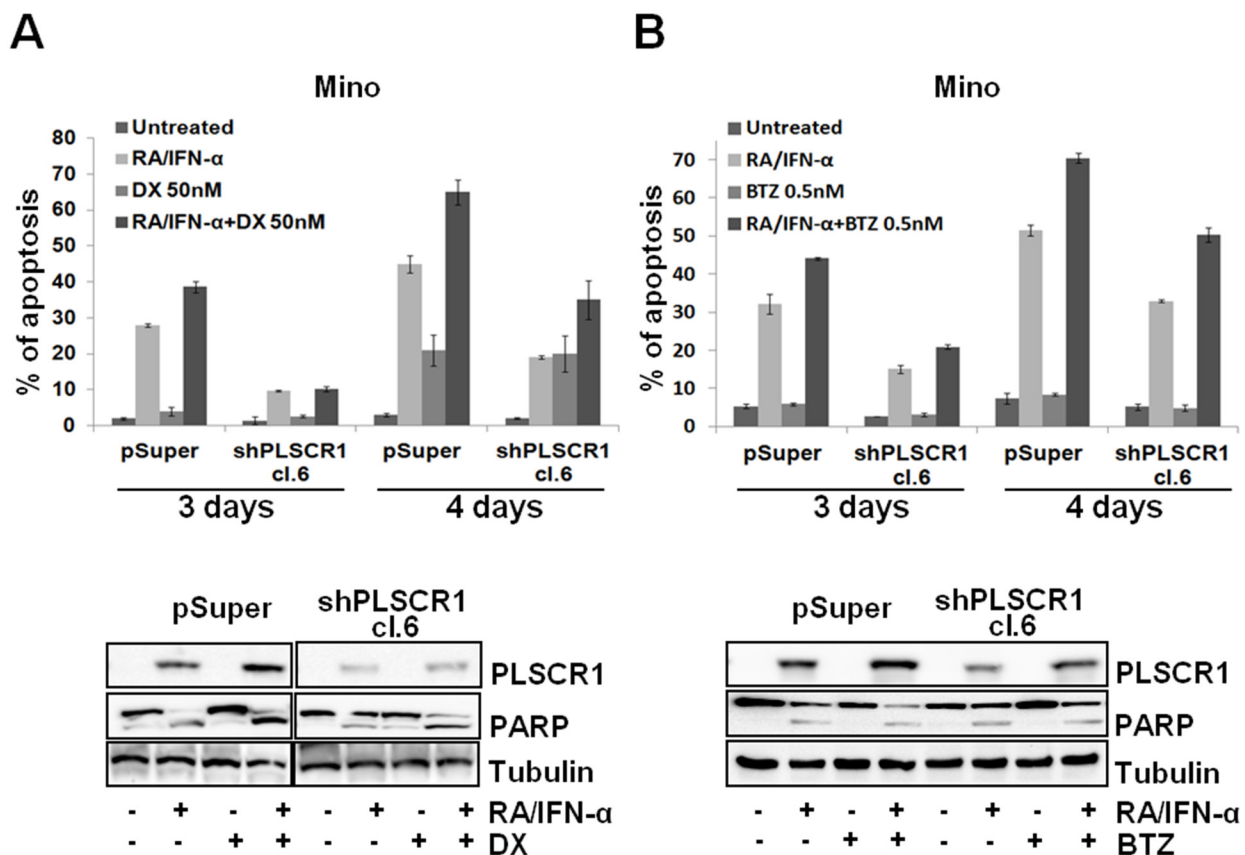 A
Mino
Untreated
RA/IFN-α
DX 50nM
RA/IFN-α+DX 50nM
% of apoptosis
80
70
60
50
40
30
20
10
0
pSuper
shPLSCR1
cl.6
pSuper
shPLSCR1
cl.6
3 days
4 days
pSuper
shPLSCR1
cl.6
PLSCR1
PARP
Tubulin
- + - + - + - + RA/IFN-α
- - + + - - + + DX
B
Mino
Untreated
RA/IFN-α
BTZ 0.5nM
RA/IFN-α+BTZ 0.5nM
% of apoptosis
70
60
50
40
30
20
10
0
pSuper
shPLSCR1
cl.6
pSuper
shPLSCR1
cl.6
3 days
4 days
pSuper
shPLSCR1
cl.6
PLSCR1
PARP
Tubulin
- + - + - + - + RA/IFN-α
- - + + - - + + BTZ